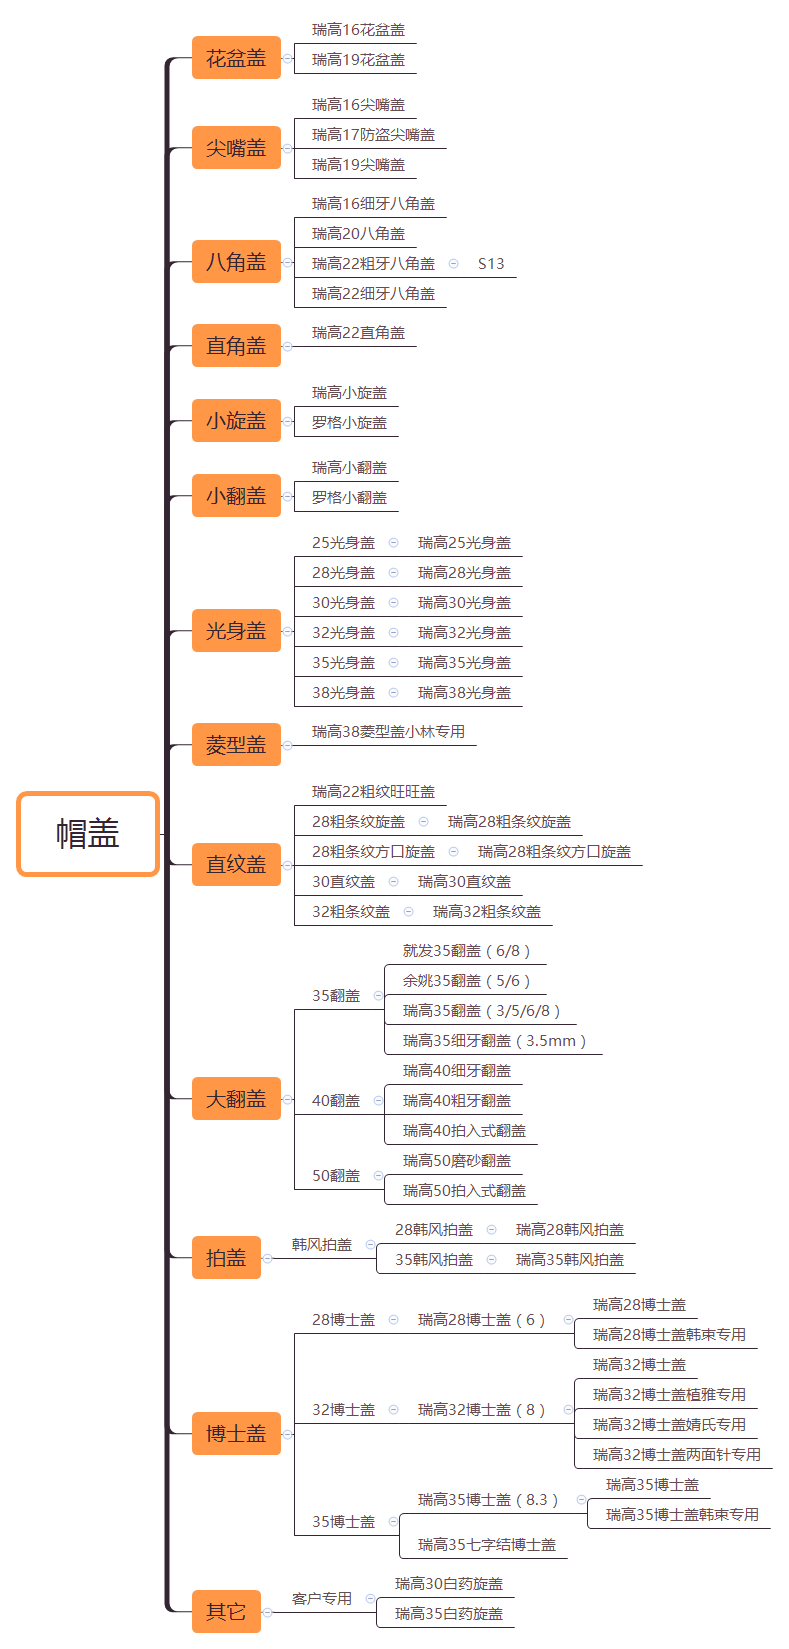 帽盖
花盆盖
瑞高16花盆盖
瑞高19花盆盖
尖嘴盖
瑞高16尖嘴盖
瑞高17防盗尖嘴盖
瑞高19尖嘴盖
八角盖
瑞高16细牙八角盖
瑞高20八角盖
瑞高22粗牙八角盖
S13
瑞高22细牙八角盖
直角盖
瑞高22直角盖
小旋盖
瑞高小旋盖
罗格小旋盖
小翻盖
瑞高小翻盖
罗格小翻盖
光身盖
25光身盖
瑞高25光身盖
28光身盖
瑞高28光身盖
30光身盖
瑞高30光身盖
32光身盖
瑞高32光身盖
35光身盖
瑞高35光身盖
38光身盖
瑞高38光身盖
菱型盖
瑞高38菱型盖小林专用
直纹盖
瑞高22粗纹旺旺盖
28粗条纹旋盖
瑞高28粗条纹旋盖
28粗条纹方口旋盖
瑞高28粗条纹方口旋盖
30直纹盖
瑞高30直纹盖
32粗条纹盖
瑞高32粗条纹盖
大翻盖
35翻盖
就发35翻盖（6/8）
余姚35翻盖（5/6）
瑞高35翻盖（3/5/6/8）
瑞高35细牙翻盖（3.5mm）
40翻盖
瑞高40细牙翻盖
瑞高40粗牙翻盖
瑞高40拍入式翻盖
50翻盖
瑞高50磨砂翻盖
瑞高50拍入式翻盖
拍盖
韩风拍盖
28韩风拍盖
瑞高28韩风拍盖
35韩风拍盖
瑞高35韩风拍盖
博士盖
28博士盖
瑞高28博士盖（6）
瑞高28博士盖
瑞高28博士盖韩束专用
32博士盖
瑞高32博士盖（8）
瑞高32博士盖
瑞高32博士盖植雅专用
瑞高32博士盖婧氏专用
瑞高32博士盖两面针专用
35博士盖
瑞高35博士盖（8.3）
瑞高35博士盖
瑞高35博士盖韩束专用
瑞高35七字结博士盖
其它
客户专用
瑞高30白药旋盖
瑞高35白药旋盖